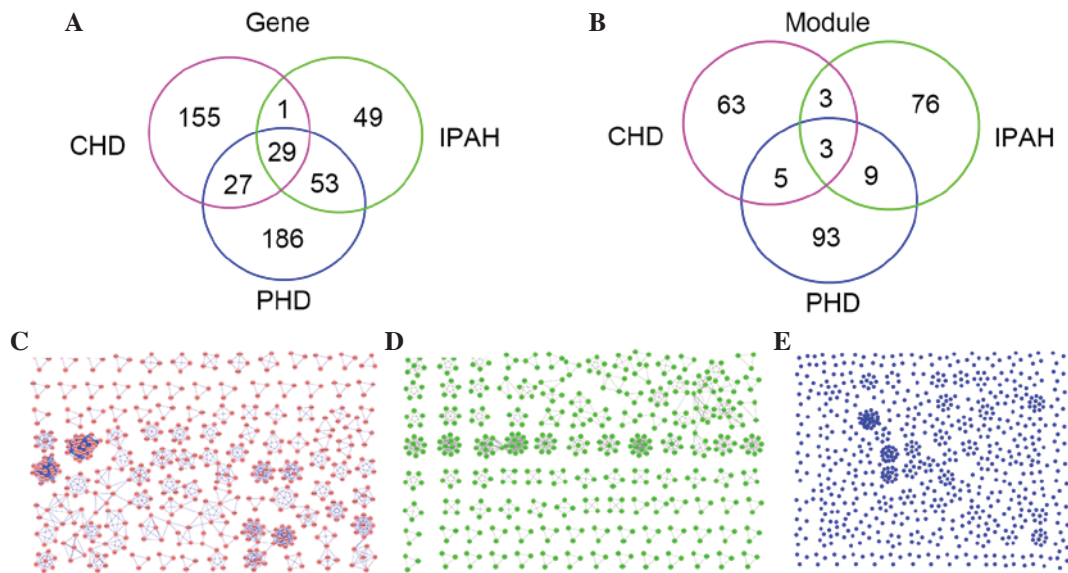 A
Gene
155
1
49
CHD
IPAH
29
27
53
186
PHD
B
Module
63
3
76
CHD
IPAH
3
5
9
93
PHD
C
D
E